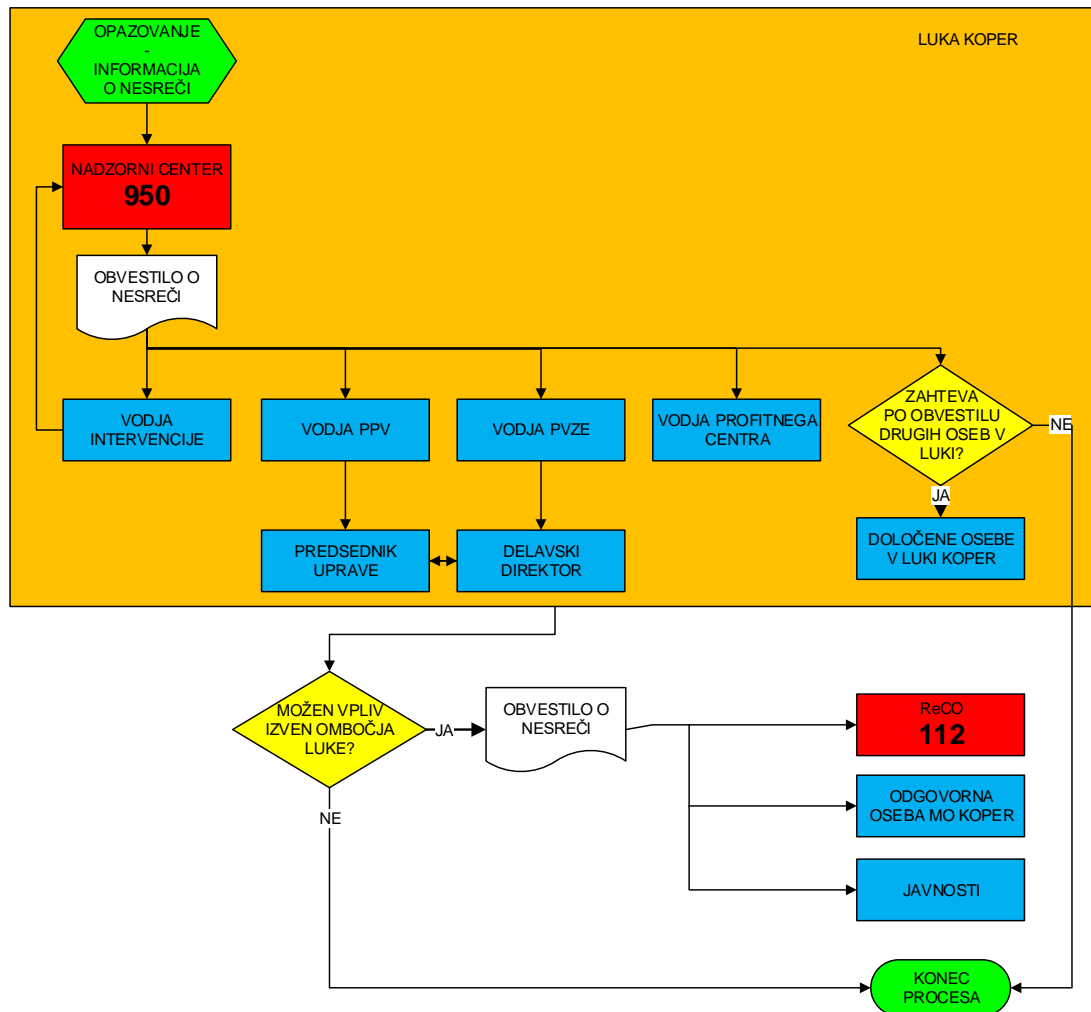 OPAZOVANJE
-
INFORMACIJA
O NESREČI
LUKA KOPER
NADZORNI CENTER
950
OBVESTILO O
NESREČI
VODJA
INTERVENCIJE
VODJA PPV
VODJA PVZE
VODJA PROFITNEGA
CENTRA
ZAHTEVA
PO OBVESTILU
DRUGIH OSEB V
LUKI?
NE
JA
PREDSEDNIK
UPRAVE
DELAVSKI
DIREKTOR
DOLOČENE OSEBE
V LUKI KOPER
MOŽEN VPLIV
IZVEN OMBOČJA
LUKE?
JA
OBVESTILO O
NESREČI
ReCO
112
ODGOVORNA
OSEBA MO KOPER
NE
JAVNOSTI
KONEC
PROCESA